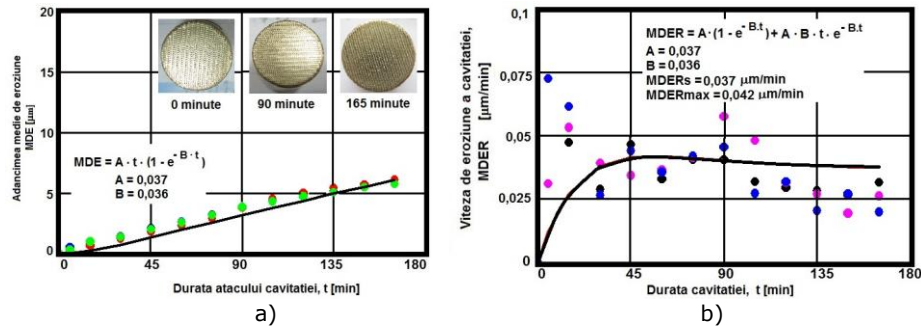 a)
20
15
10
5
0
Adancimea medie de eroziune
MDE [µm]
0 minute
90 minute
165 minute
MDE = A · t · (1 - e^-B · t)
A = 0,037
B = 0,036
0
45
90
135
180
Durata atacului cavitatiei, t [min]
a)
b)
0,1
0,075
0,05
0,025
0
Viteza de eroziune a cavitatiei,
MDER
[µm/min]
MDER = A·(1 - e^-B.t) + A · B · t · e^-B.t
A = 0,037
B = 0,036
MDERs = 0,037 µm/min
MDERmax = 0,042 µm/min
0
45
90
135
180
Durata cavitatiei, t [min]
b)